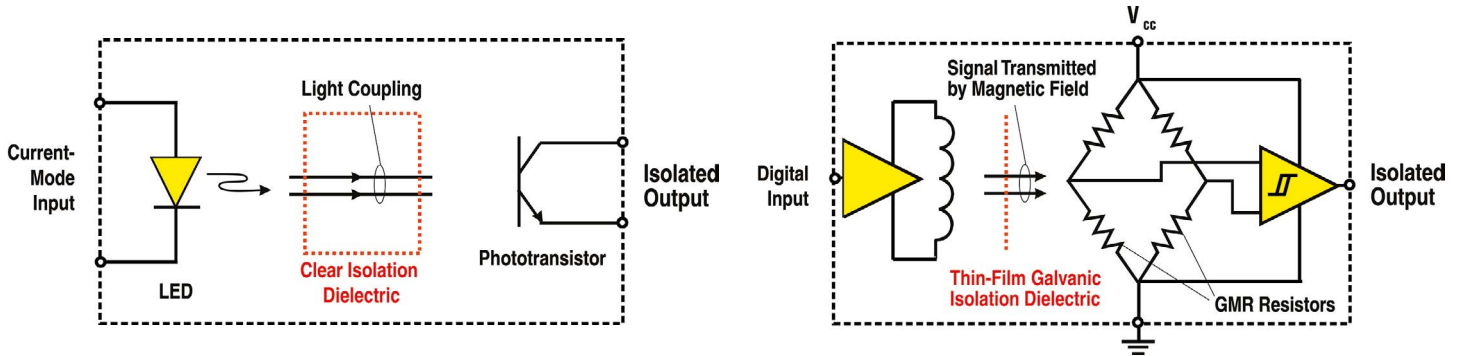 Current-
Mode
Input
LED
Light Coupling
Clear Isolation
Dielectric
Phototransistor
Isolated
Output
Digital
Input
Signal Transmitted
by Magnetic Field
Thin-Film Galvanic
Isolation Dielectric
Vcc
GMR Resistors
Isolated
Output